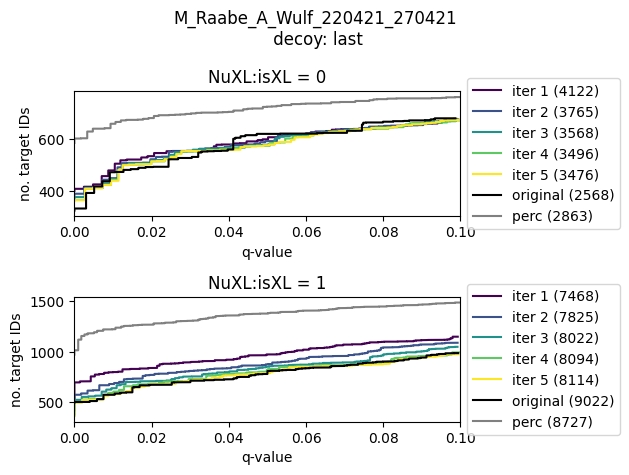 M_Raabe_A_Wulf_220421_270421
decoy: last
NuXL:isXL = 0
no. target IDs
600
400
0.00 0.02 0.04 0.06 0.08 0.10
q-value
iter 1 (4122)
iter 2 (3765)
iter 3 (3568)
iter 4 (3496)
iter 5 (3476)
original (2568)
perc (2863)
NuXL:isXL = 1
no. target IDs
1500
1000
500
0.00 0.02 0.04 0.06 0.08 0.10
q-value
iter 1 (7468)
iter 2 (7825)
iter 3 (8022)
iter 4 (8094)
iter 5 (8114)
original (9022)
perc (8727)